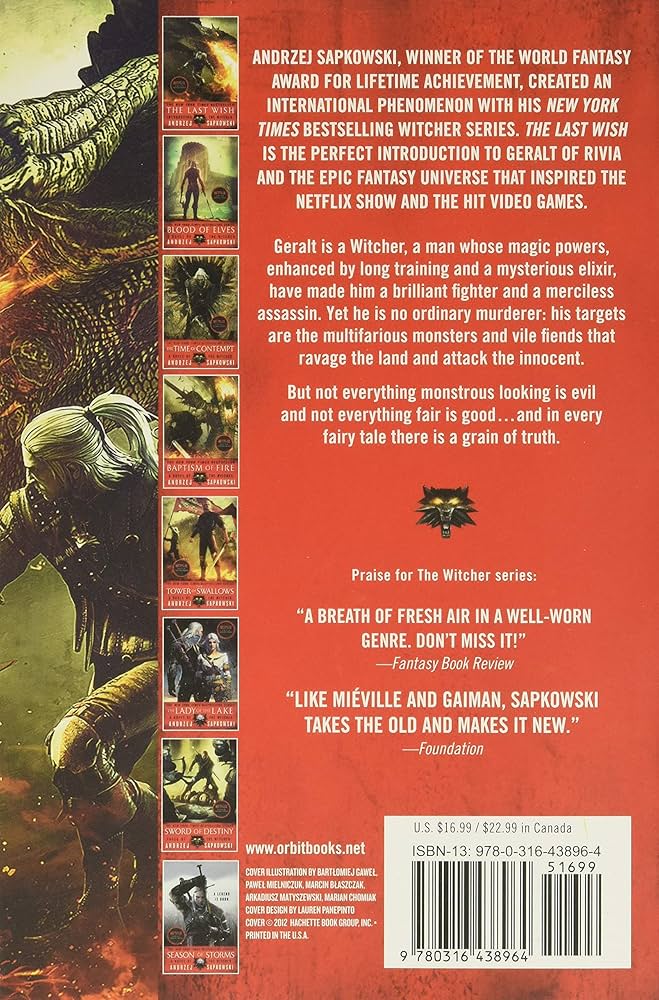 ANDRZEJ SAPKOWSKI, WINNER OF THE WORLD FANTASY
AWARD FOR LIFETIME ACHIEVEMENT, CREATED AN
INTERNATIONAL PHENOMENON WITH HIS NEW YORK
TIMES BESTSELLING WITCHER SERIES. THE LAST WISH
IS THE PERFECT INTRODUCTION TO GERALT OF RIVIA
AND THE EPIC FANTASY UNIVERSE THAT INSPIRED THE
NETFLIX SHOW AND THE HIT VIDEO GAMES.
Geralt is a Witcher, a man whose magic powers,
enhanced by long training and a mysterious elixir,
have made him a brilliant fighter and a merciless
assassin. Yet he is no ordinary murderer: his targets
are the multifarious monsters and vile fiends that
ravage the land and attack the innocent.
But not everything monstrous looking is evil
and not everything fair is good...and in every
fairy tale there is a grain of truth.
Praise for The Witcher series:
“A BREATH OF FRESH AIR IN A WELL-WORN
GENRE. DON’T MISS IT!”
—Fantasy Book Review
“LIKE MIÉVILLE AND GAIMAN, SAPKOWSKI
TAKES THE OLD AND MAKES IT NEW.”
—Foundation
THE LAST WISH
ANDRZEJ SAPKOWSKI
BLOOD OF ELVES
ANDRZEJ SAPKOWSKI
THE TIME OF CONTEMPT
ANDRZEJ SAPKOWSKI
BAPTISM OF FIRE
ANDRZEJ SAPKOWSKI
TOWER OF SWALLOWS
ANDRZEJ SAPKOWSKI
THE LADY OF THE LAKE
ANDRZEJ SAPKOWSKI
SWORD OF DESTINY
ANDRZEJ SAPKOWSKI
SEASON OF STORMS
ANDRZEJ SAPKOWSKI
www.orbitbooks.net
COVER ILLUSTRATION BY BARTŁOMIEJ GAWEŁ,
PAWEŁ MIELNICZUK, MARCIN BŁASZCZAK,
ARKADIUSZ MATYSZEWSKI, MARIAN CHOMIAK
COVER DESIGN BY LAUREN PANEPINTO
COVER © 2012 HACHETTE BOOK GROUP, INC. •
PRINTED IN THE U.S.A.
U.S. $16.99 / $22.99 in Canada
ISBN-13: 978-0-316-43896-4
51699
9 780316 438964